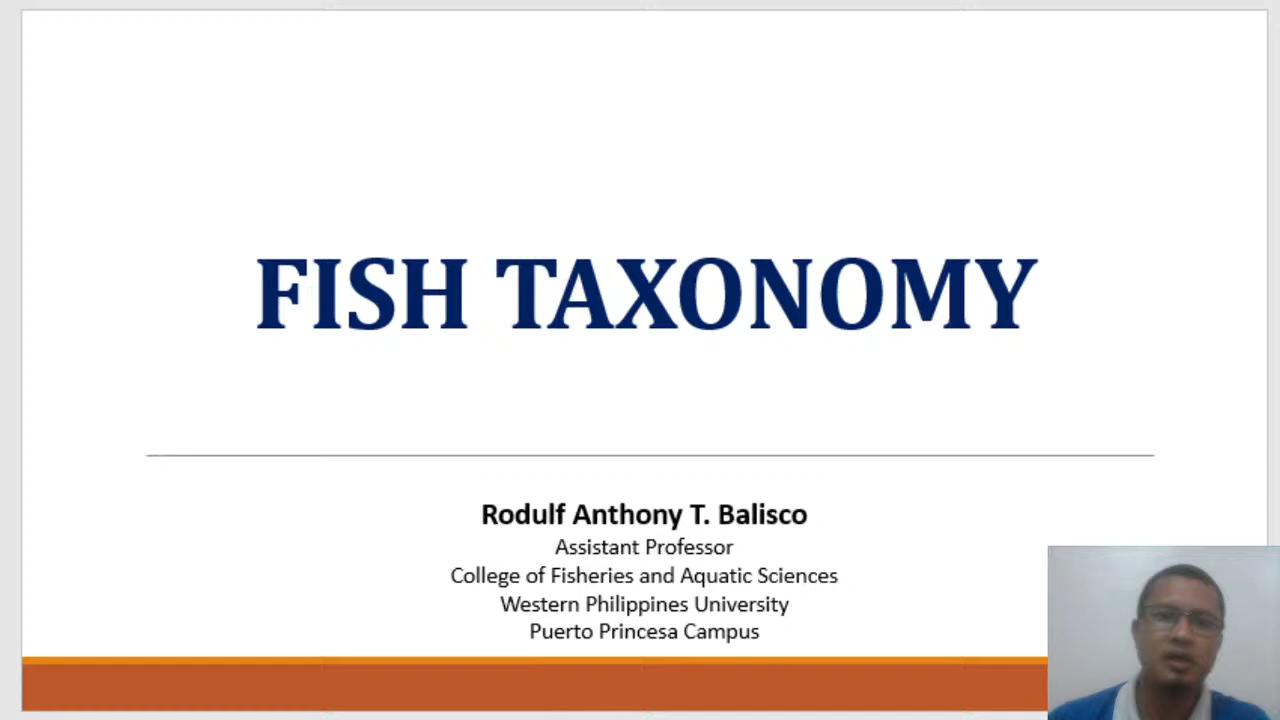 FISH TAXONOMY
Rodulf Anthony T. Balisco
Assistant Professor
College of Fisheries and Aquatic Sciences
Western Philippines University
Puerto Princesa Campus